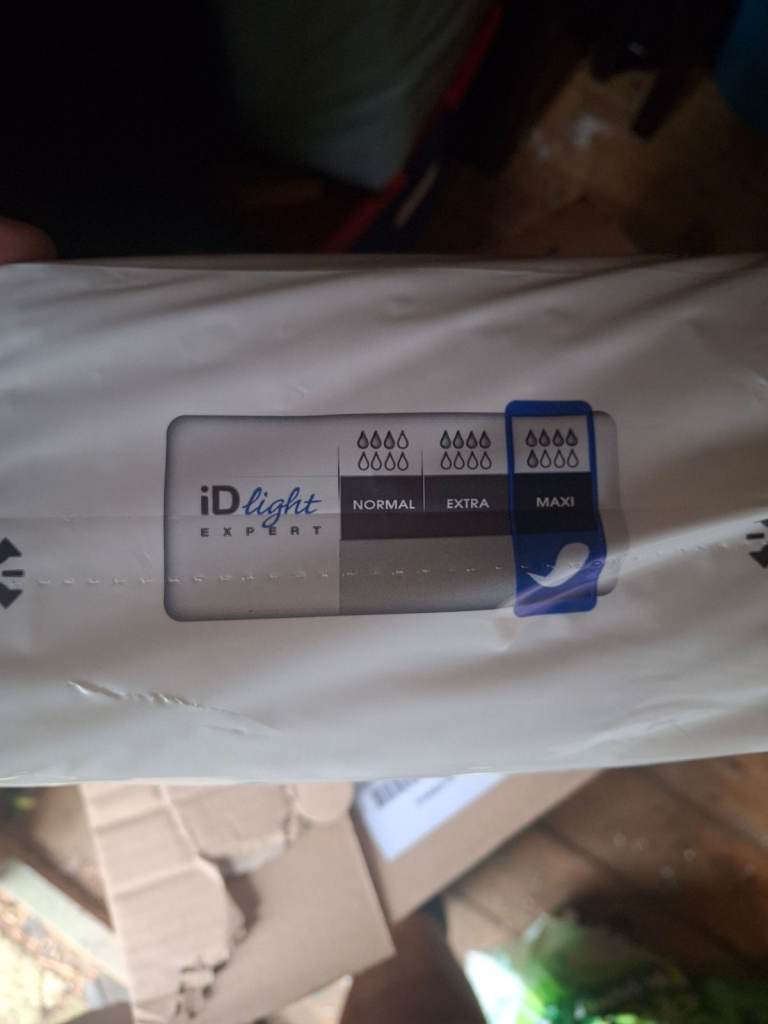 iD light
EXPERT
NORMAL
EXTRA
MAXI